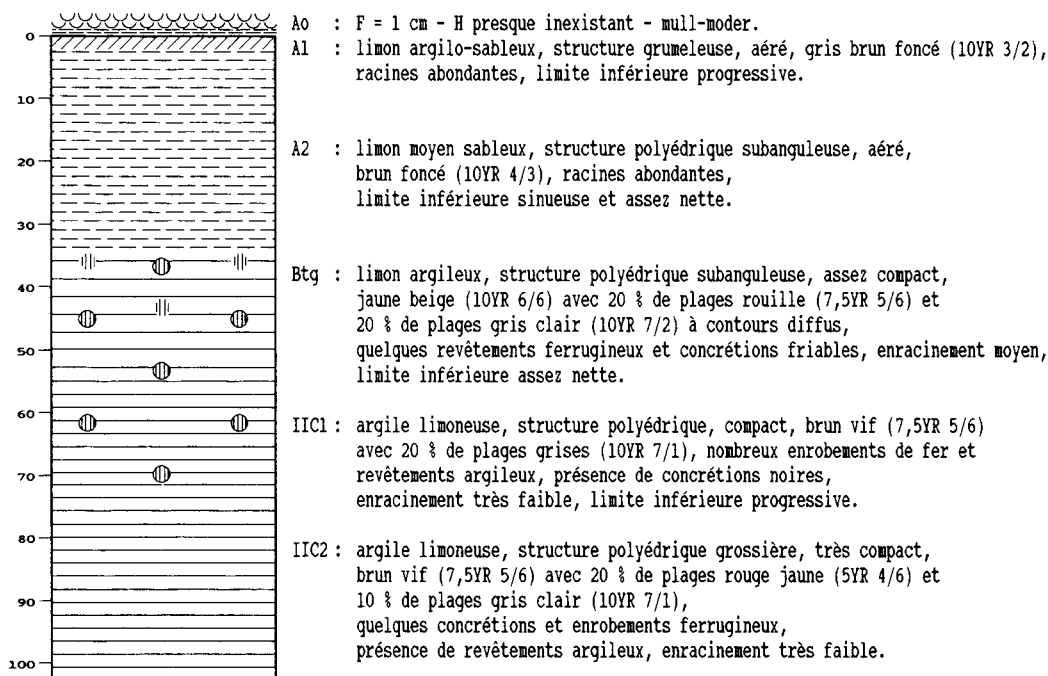 Ao : F = 1 cm - H presque inexistant - mull-moder.
0
A1 : limon argilo-sableux, structure grumeleuse, aéré, gris brun foncé (10YR 3/2),
racines abondantes, limite inférieure progressive.
10
A2 : limon moyen sableux, structure polyédrique subanguleuse, aéré,
20
brun foncé (10YR 4/3), racines abondantes,
limite inférieure sinueuse et assez nette.
30
Btg : limon argileux, structure polyédrique subanguleuse, assez compact,
40
jaune beige (10YR 6/6) avec 20 % de plages rouille (7,5YR 5/6) et
20 % de plages gris clair (10YR 7/2) à contours diffus,
50
quelques revêtements ferrugineux et concrétions friables, enracinement moyen,
limite inférieure assez nette.
60
IIC1 : argile limoneuse, structure polyédrique, compact, brun vif (7,5YR 5/6)
avec 20 % de plages grises (10YR 7/1), nombreux enrobements de fer et
70
revêtements argileux, présence de concrétions noires,
enracinement très faible, limite inférieure progressive.
80
IIC2 : argile limoneuse, structure polyédrique grossière, très compact,
brun vif (7,5YR 5/6) avec 20 % de plages rouge jaune (5YR 4/6) et
90
10 % de plages gris clair (10YR 7/1),
quelques concrétions et enrobements ferrugineux,
100
présence de revêtements argileux, enracinement très faible.